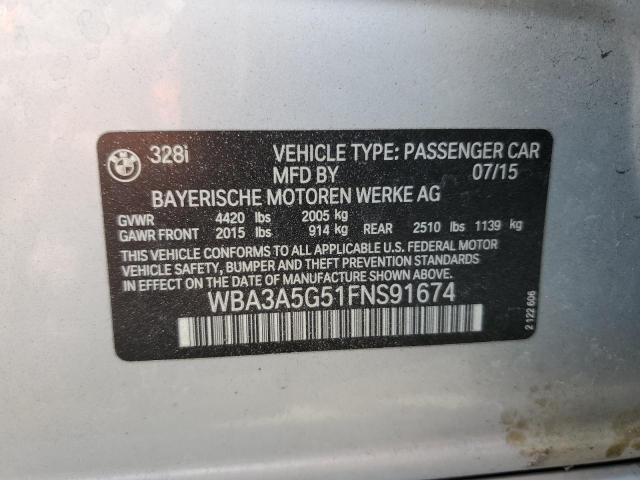 BMW
328i VEHICLE TYPE: PASSENGER CAR
MFD BY 07/15
BAYERISCHE MOTOREN WERKE AG
GVWR 4420 lbs 2005 kg
GAWR FRONT 2015 lbs 914 kg REAR 2510 lbs 1139 kg
THIS VEHICLE CONFORMS TO ALL APPLICABLE U.S. FEDERAL MOTOR
VEHICLE SAFETY, BUMPER AND THEFT PREVENTION STANDARDS
IN EFFECT ON THE DATE OF MANUFACTURE SHOWN ABOVE.
WBA3A5G51FNS91674
2 122 606